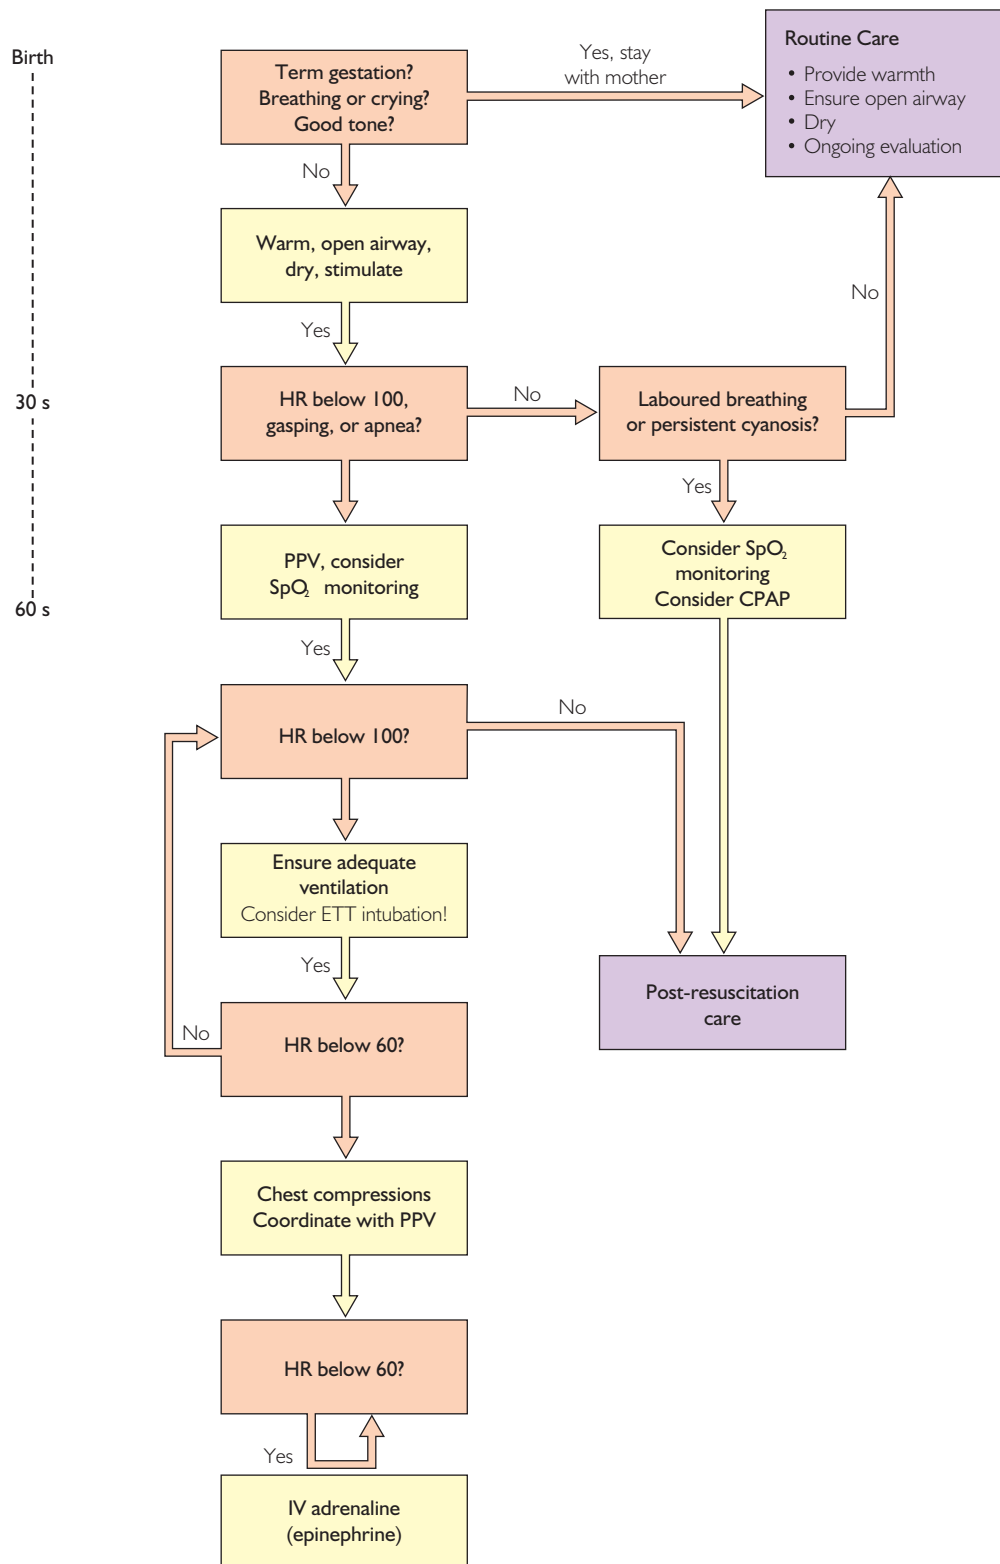 Birth
Term gestation?
Breathing or crying?
Good tone?
Yes, stay
with mother
Routine Care
• Provide warmth
• Ensure open airway
• Dry
• Ongoing evaluation
No
Warm, open airway,
dry, stimulate
No
Yes
30 s
HR below 100,
gasping, or apnea?
No
Laboured breathing
or persistent cyanosis?
Yes
PPV, consider
SpO₂ monitoring
Consider SpO₂
monitoring
Consider CPAP
60 s
Yes
HR below 100?
No
Ensure adequate
ventilation
Consider ETT intubation!
Yes
Post-resuscitation
care
No
HR below 60?
Chest compressions
Coordinate with PPV
HR below 60?
Yes
IV adrenaline
(epinephrine)